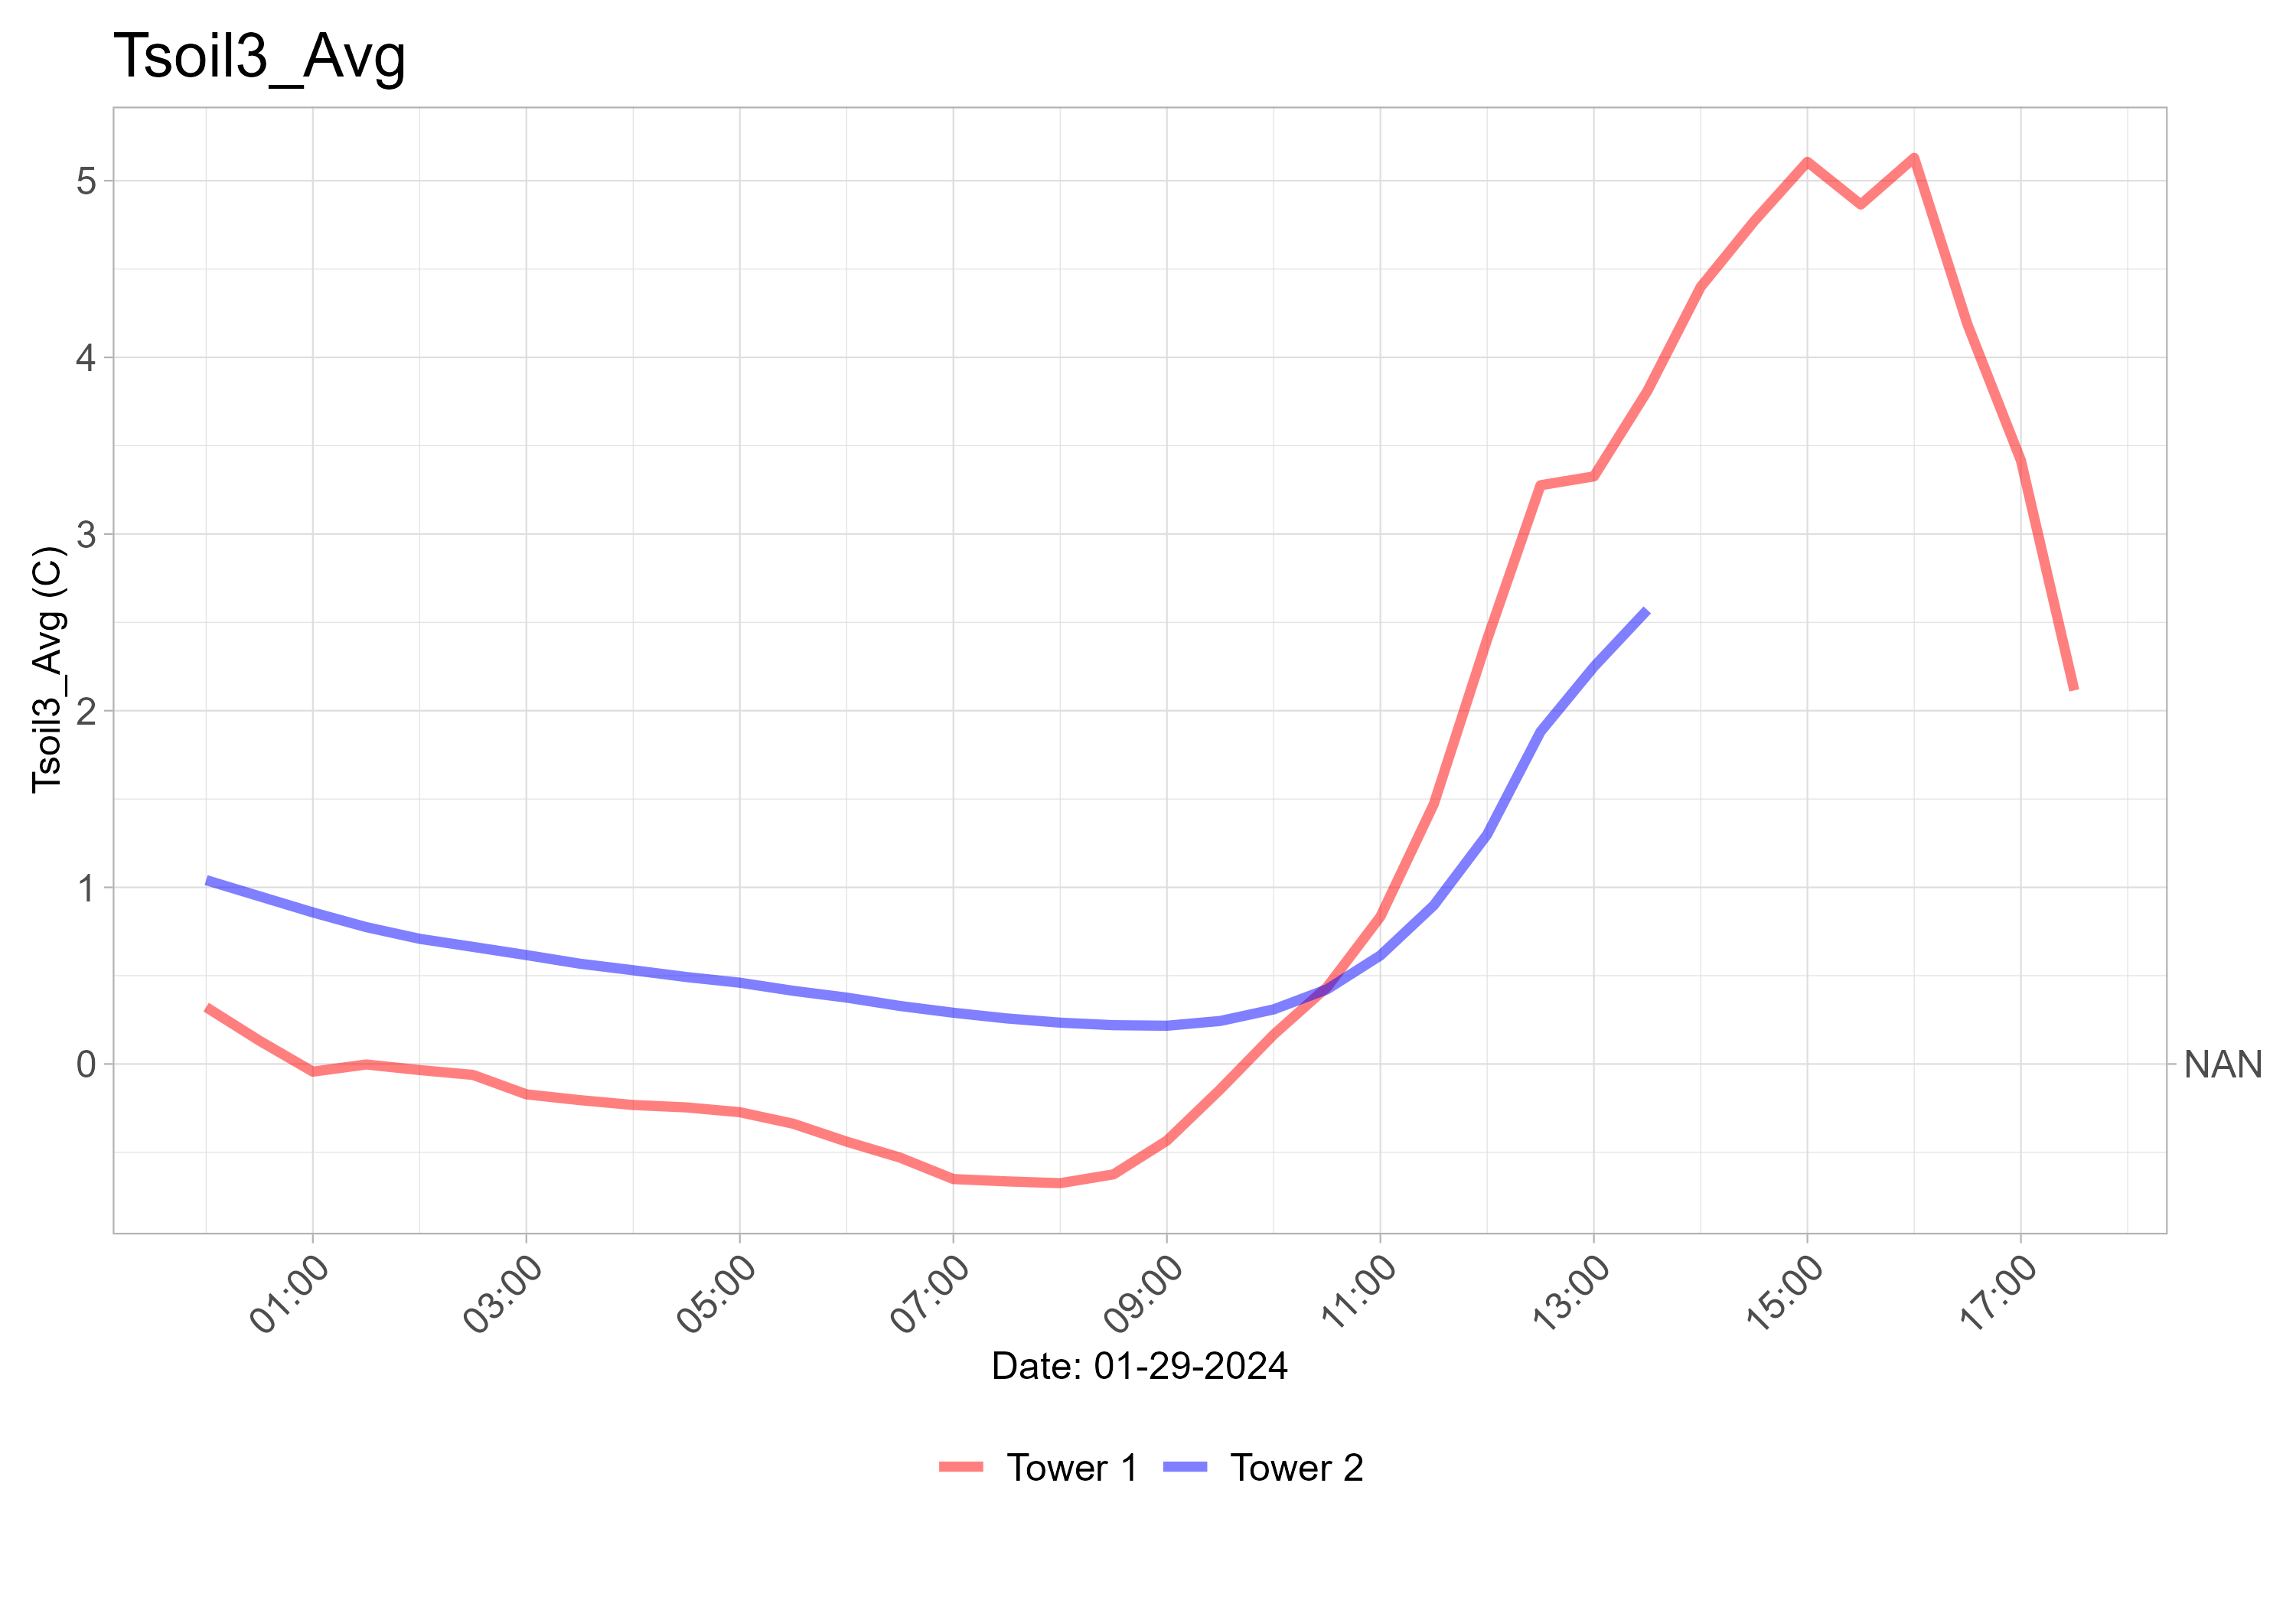 Tsoil3_Avg
Tsoil3_Avg (C)
5
4
3
2
1
0
NAN
01:00
03:00
05:00
07:00
09:00
11:00
13:00
15:00
17:00
Date: 01-29-2024
Tower 1
Tower 2